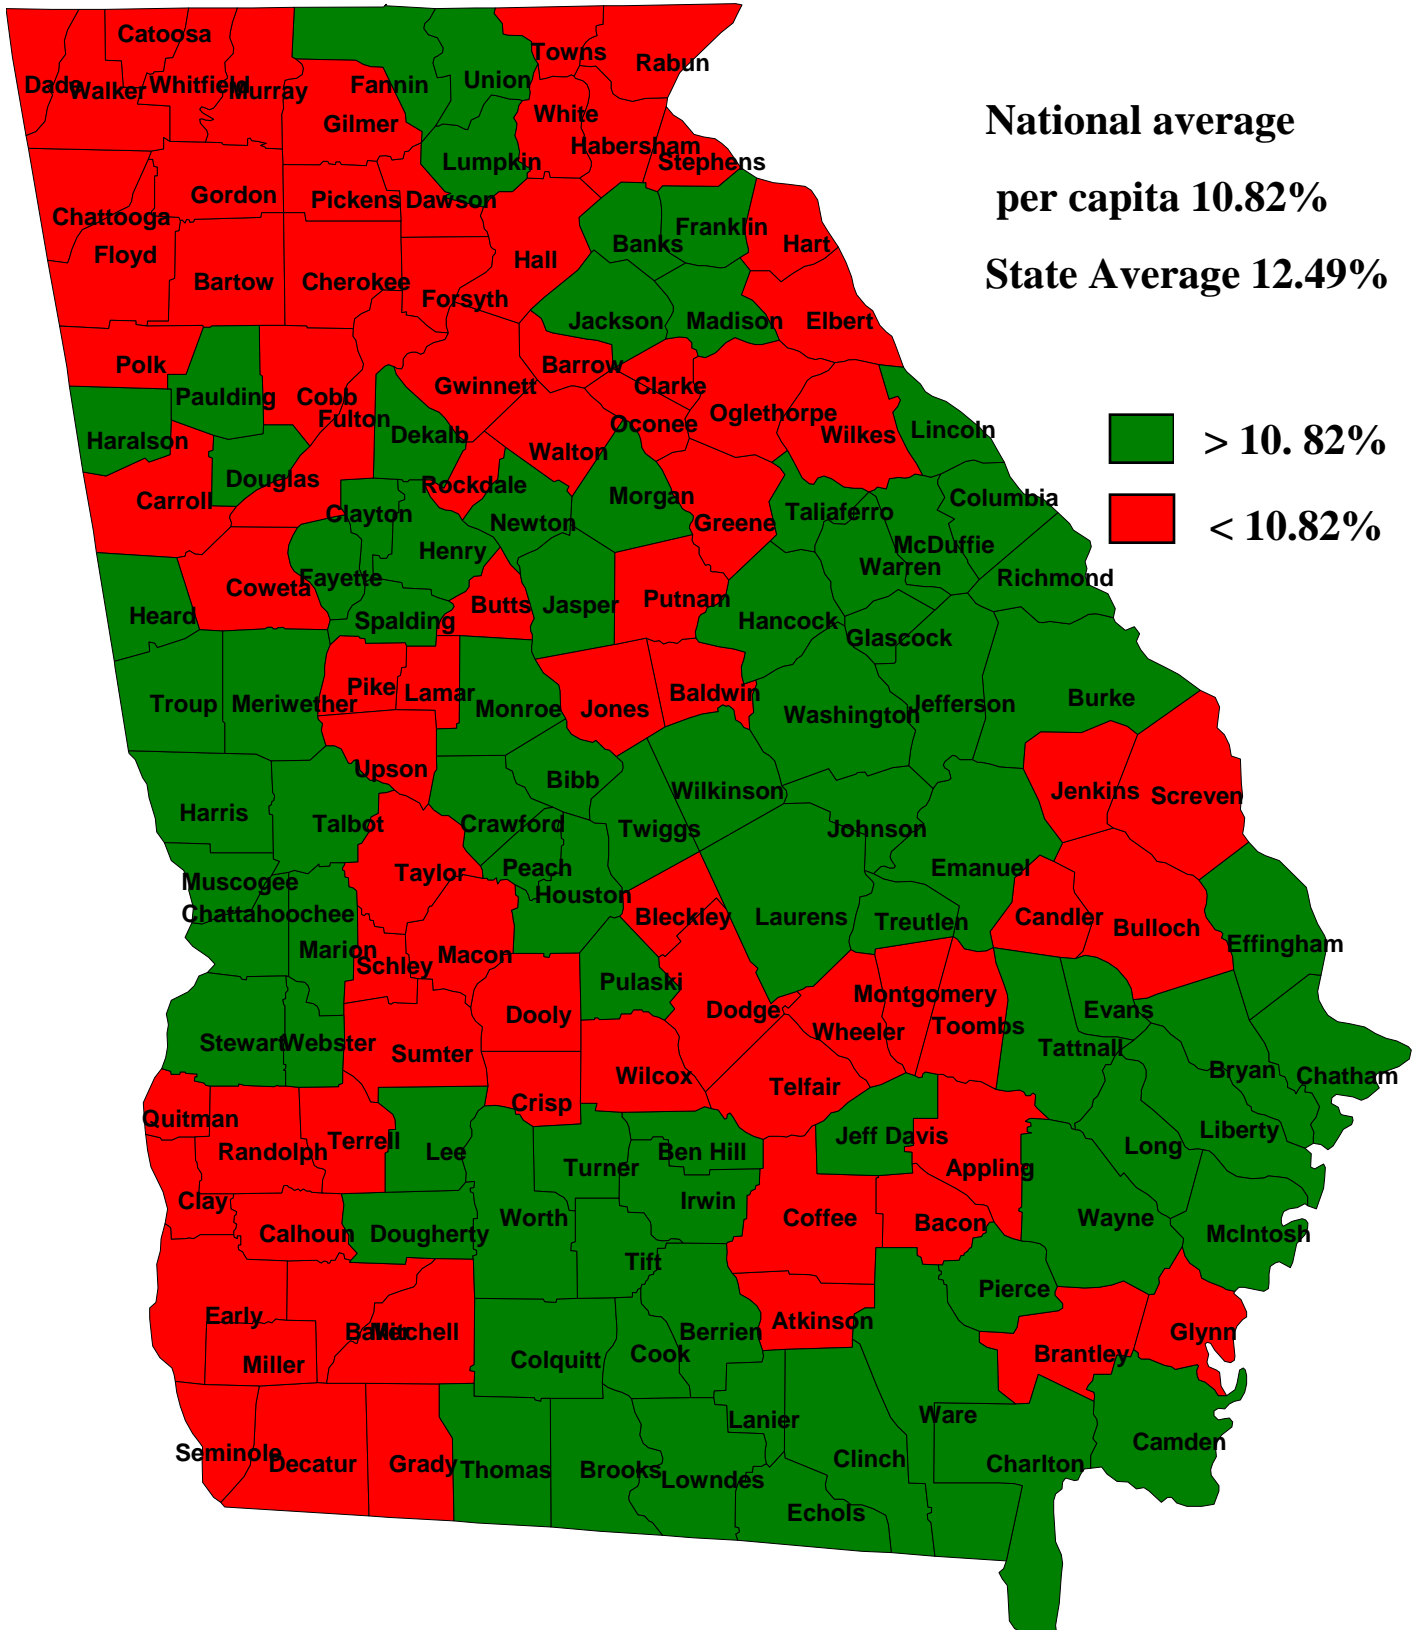 Catoosa
Towns
Rabun
Dade
Walker
Whitfield
Murray
Fannin
Union
White
Gilmer
Habersham
Stephens
Lumpkin
National average
per capita 10.82%
State Average 12.49%
Gordon
Pickens
Dawson
Chattooga
Franklin
Banks
Hart
Floyd
Hall
Bartow
Cherokee
Forsyth
Jackson
Madison
Elbert
Polk
Barrow
Gwinnett
Clarke
Paulding
Cobb
Fulton
Oglethorpe
Oconee
Wilkes
Lincoln
Haralson
Dekalb
Walton
> 10. 82%
Douglas
Rockdale
Carroll
Morgan
Columbia
Clayton
Newton
Greene
Taliaferro
< 10.82%
Henry
McDuffie
Warren
Richmond
Coweta
Fayette
Heard
Spalding
Butts
Jasper
Putnam
Hancock
Glascock
Troup
Meriwether
Pike
Lamar
Monroe
Jones
Baldwin
Washington
Jefferson
Burke
Upson
Bibb
Wilkinson
Jenkins
Screven
Harris
Talbot
Crawford
Twiggs
Johnson
Muscogee
Taylor
Peach
Houston
Emanuel
Chattahoochee
Bleckley
Laurens
Treutlen
Candler
Bulloch
Effingham
Marion
Schley
Macon
Pulaski
Montgomery
Dooly
Dodge
Evans
Stewart
Webster
Sumter
Wheeler
Toombs
Tattnall
Wilcox
Telfair
Bryan
Chatham
Quitman
Crisp
Randolph
Terrell
Lee
Turner
Ben Hill
Jeff Davis
Appling
Long
Liberty
Clay
Calhoun
Dougherty
Worth
Irwin
Coffee
Bacon
Wayne
McIntosh
Tift
Pierce
Early
Baker
Mitchell
Berrien
Atkinson
Glynn
Miller
Colquitt
Cook
Brantley
Lanier
Ware
Camden
Seminole
Decatur
Grady
Thomas
Brooks
Lowndes
Clinch
Charlton
Echols